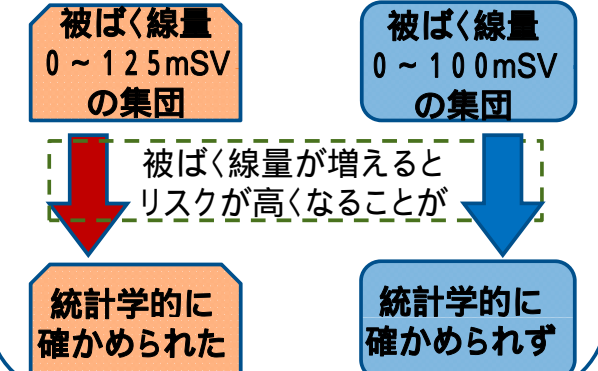 被ばく線量
0~125mSV
の集団
被ばく線量
0~100mSV
の集団
被ばく線量が増えると
リスクが高くなることが
統計学的に
確かめられた
統計学的に
確かめられず